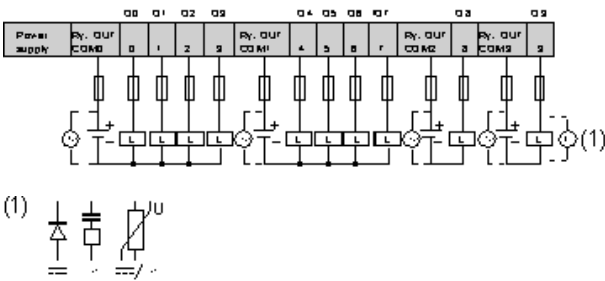 Q0 Q1 Q2 Q3 Q4 Q5 Q6 Q7 Q8 Q9
Power Ry. OUT Ry. OUT Ry. OUT Ry. OUT
supply COM0 0 1 2 3 COM1 4 5 6 7 COM2 8 COM3 9
+ + + +
L L L L L L L L L L (1)
- - - -
(1)
U